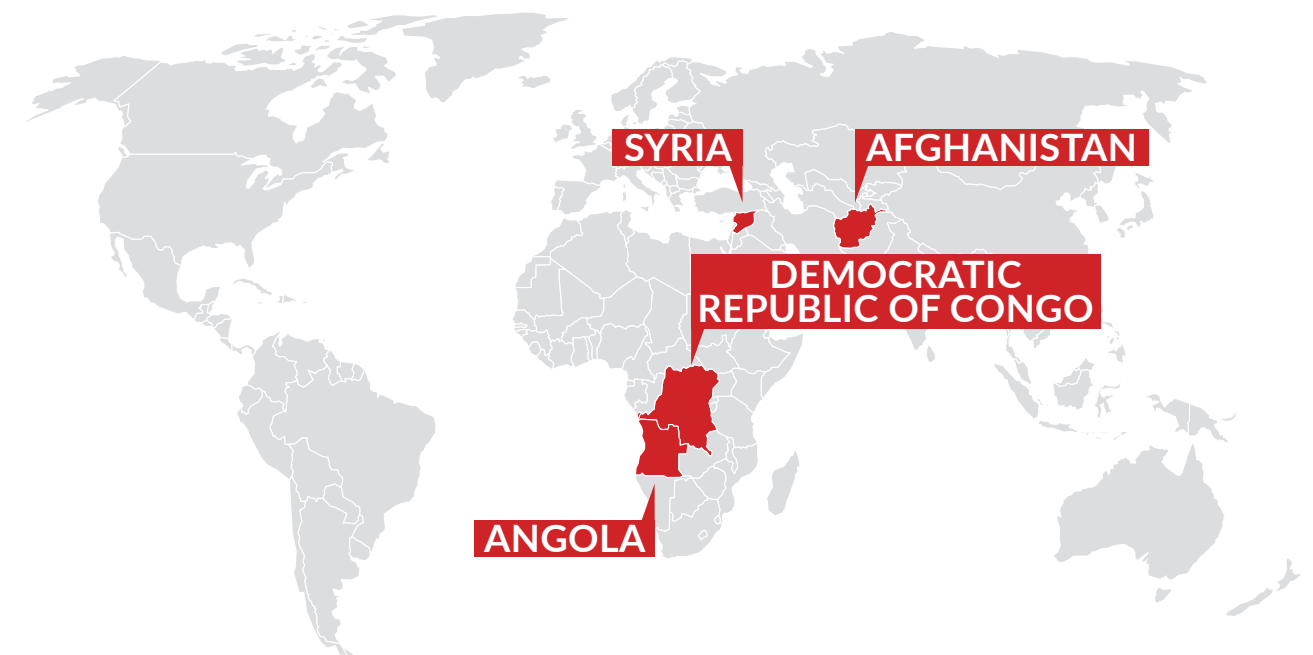 SYRIA
AFGHANISTAN
DEMOCRATIC
REPUBLIC OF CONGO
ANGOLA